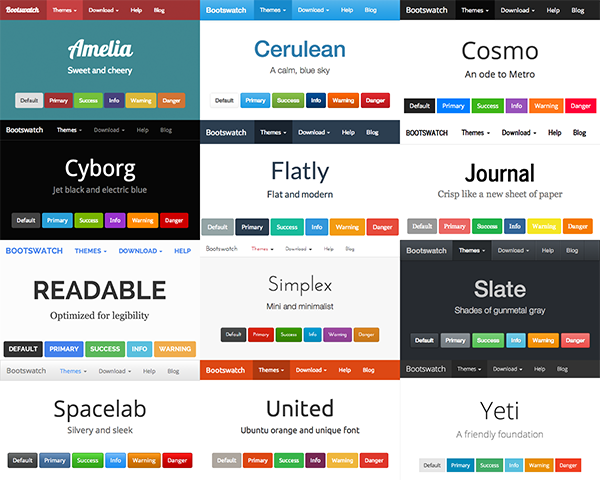 Bootswatch Themes Download Help Blog
Amelia
Sweet and cheery
Default Primary Success Info Warning Danger
Bootswatch Themes Download Help Blog
Cerulean
A calm, blue sky
Default Primary Success Info Warning Danger
Bootswatch Themes Download Help Blog
Cosmo
An ode to Metro
Default Primary Success Info Warning Danger
Bootswatch Themes Download Help Blog
Cyborg
Jet black and electric blue
Default Primary Success Info Warning Danger
Bootswatch Themes Download Help Blog
Flatly
Flat and modern
Default Primary Success Info Warning Danger
BOOTSWATCH Themes Download Help Blog
Journal
Crisp like a new sheet of paper
Default Primary Success Info Warning Danger
BOOTSWATCH THEMES DOWNLOAD HELP
READABLE
Optimized for legibility
DEFAULT PRIMARY SUCCESS INFO WARNING
Bootswatch Themes Download Help Blog
Simplex
Mini and minimalist
Default Primary Success Info Warning Danger
Bootswatch Themes Download Help Blog
Slate
Shades of gunmetal gray
Default Primary Success Info Warning Danger
Bootswatch Themes Download Help Blog
Spacelab
Silvery and sleek
Default Primary Success Info Warning Danger
Bootswatch Themes Download Help Blog
United
Ubuntu orange and unique font
Default Primary Success Info Warning Danger
Bootswatch Themes Download Help Blog
Yeti
A friendly foundation
Default Primary Success Info Warning Danger